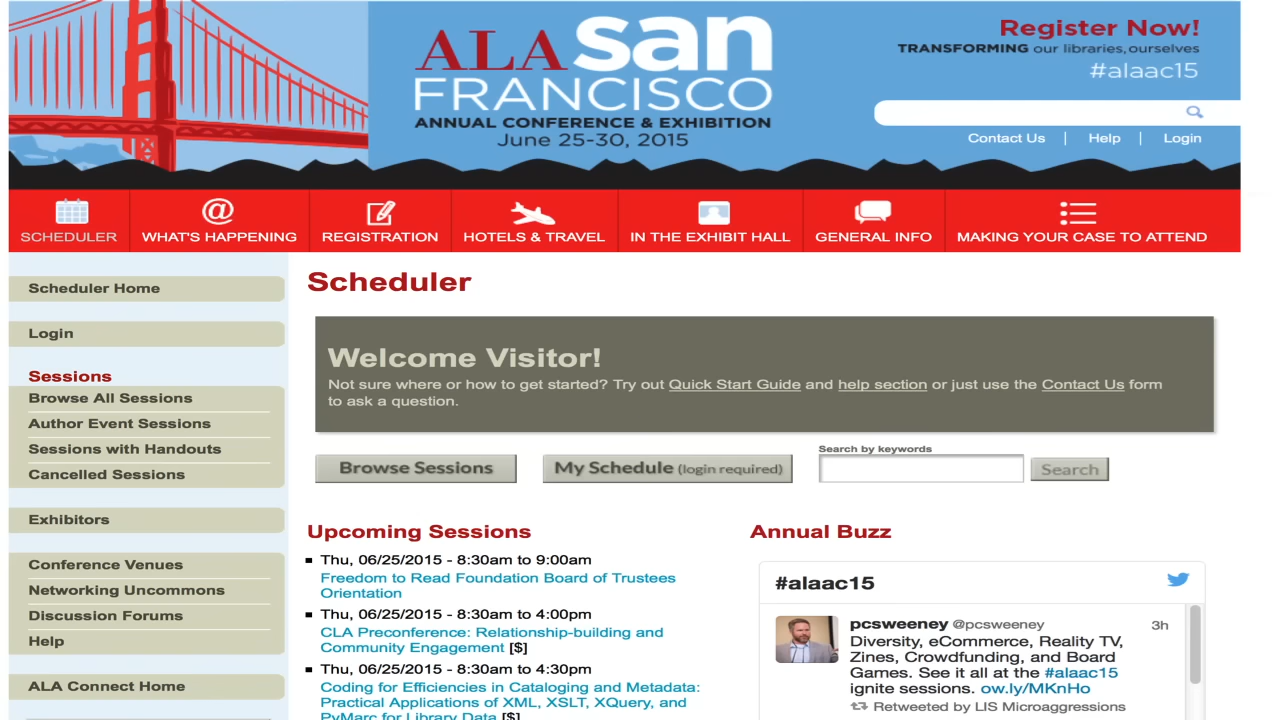 ALA san
FRANCISCO
ANNUAL CONFERENCE & EXHIBITION
June 25-30, 2015
Register Now!
TRANSFORMING our libraries, ourselves
#alaac15
Contact Us | Help | Login
SCHEDULER
WHAT'S HAPPENING
REGISTRATION
HOTELS & TRAVEL
IN THE EXHIBIT HALL
GENERAL INFO
MAKING YOUR CASE TO ATTEND
Scheduler Home
Login
Sessions
Browse All Sessions
Author Event Sessions
Sessions with Handouts
Cancelled Sessions
Exhibitors
Conference Venues
Networking Uncommons
Discussion Forums
Help
ALA Connect Home
Scheduler
Welcome Visitor!
Not sure where or how to get started? Try out Quick Start Guide and help section or just use the Contact Us form
to ask a question.
Browse Sessions
My Schedule (login required)
Search by keywords
Search
Upcoming Sessions
Thu, 06/25/2015 - 8:30am to 9:00am
Freedom to Read Foundation Board of Trustees
Orientation
Thu, 06/25/2015 - 8:30am to 4:00pm
CLA Preconference: Relationship-building and
Community Engagement [$]
Thu, 06/25/2015 - 8:30am to 4:30pm
Coding for Efficiencies in Cataloging and Metadata:
Practical Applications of XML, XSLT, XQuery, and
PyMarc for Library Data [$]
Annual Buzz
#alaac15
pcsweeney @pcsweeney 3h
Diversity, eCommerce, Reality TV,
Zines, Crowdfunding, and Board
Games. See it all at the #alaac15
ignite sessions. ow.ly/MKnHo
Retweeted by LIS Microaggressions